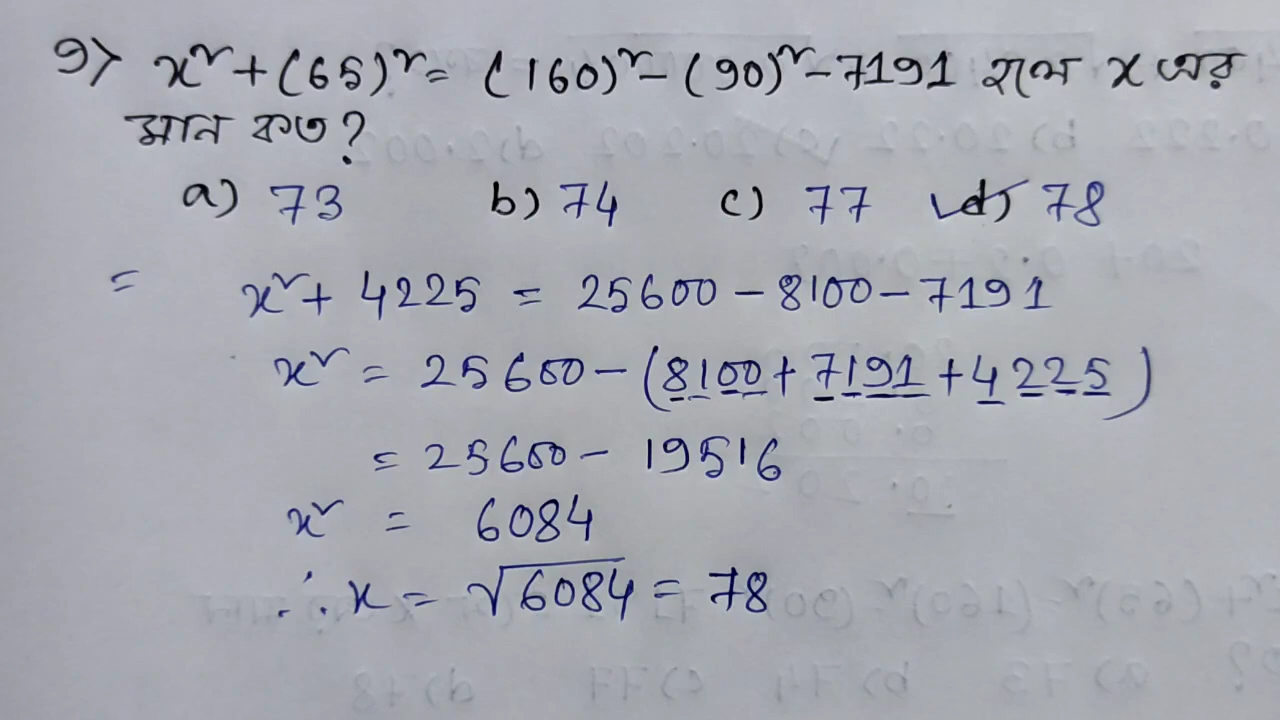 9) x² + (65)² = (160)² - (90)² - 7191 হলে x এর
মান কত?
a) 73 b) 74 c) 77 d) 78
= x² + 4225 = 25600 - 8100 - 7191
x² = 25600 - (8100 + 7191 + 4225)
= 25600 - 19516
x² = 6084
∴ x = √6084 = 78